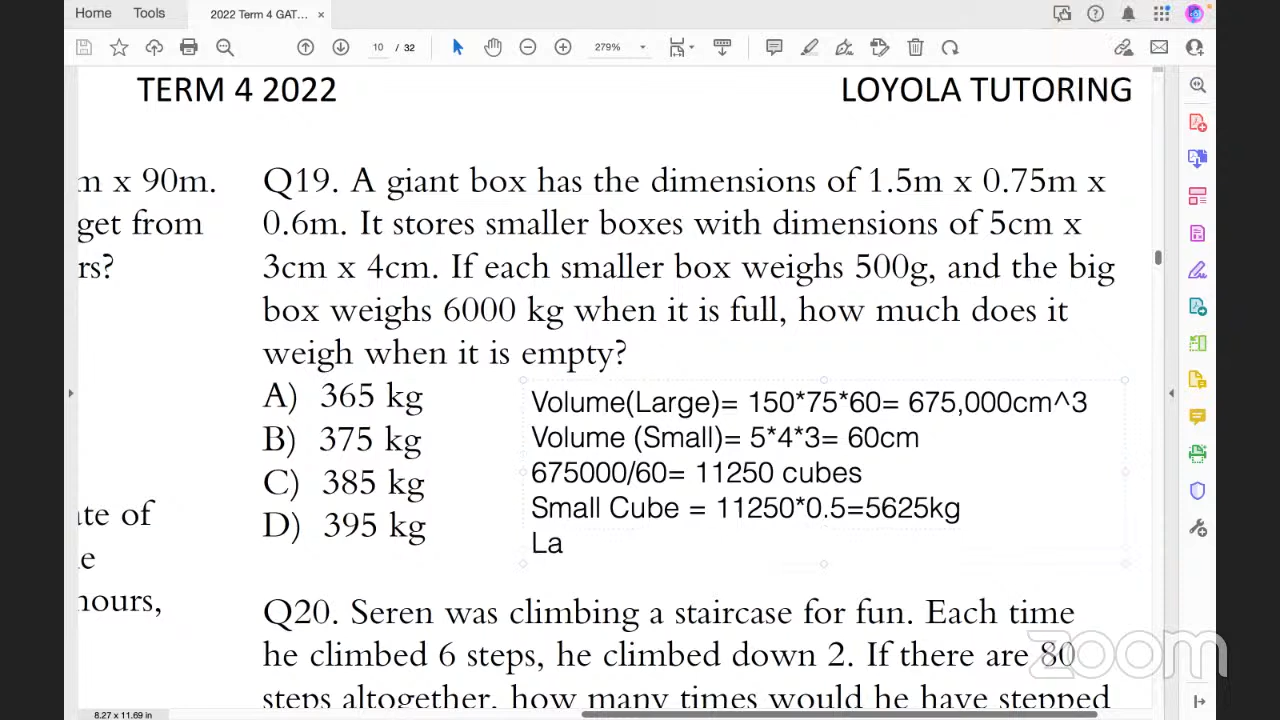 Home Tools 2022 Term 4 GAT... ×
10 / 32 279%
TERM 4 2022 LOYOLA TUTORING
m x 90m.
get from
rs?
Q19. A giant box has the dimensions of 1.5m x 0.75m x
0.6m. It stores smaller boxes with dimensions of 5cm x
3cm x 4cm. If each smaller box weighs 500g, and the big
box weighs 6000 kg when it is full, how much does it
weigh when it is empty?
A) 365 kg
B) 375 kg
C) 385 kg
D) 395 kg
Volume(Large)= 150*75*60= 675,000cm^3
Volume (Small)= 5*4*3= 60cm
675000/60= 11250 cubes
Small Cube = 11250*0.5=5625kg
La
ate of
e
hours,
Q20. Seren was climbing a staircase for fun. Each time
he climbed 6 steps, he climbed down 2. If there are 80
steps altogether, how many times would he have stepped
zoom
8.27 x 11.69 in